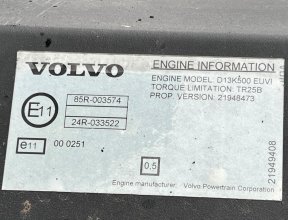 VOLVO
ENGINE INFORMATION
ENGINE MODEL: D13K500 EUVI
TORQUE LIMITATION: TR25B
PROP. VERSION: 21948473
E11
85R-003574
24R-033522
e11
00 0251
0.5
21949408
Engine manufacturer: Volvo Powertrain Corporation